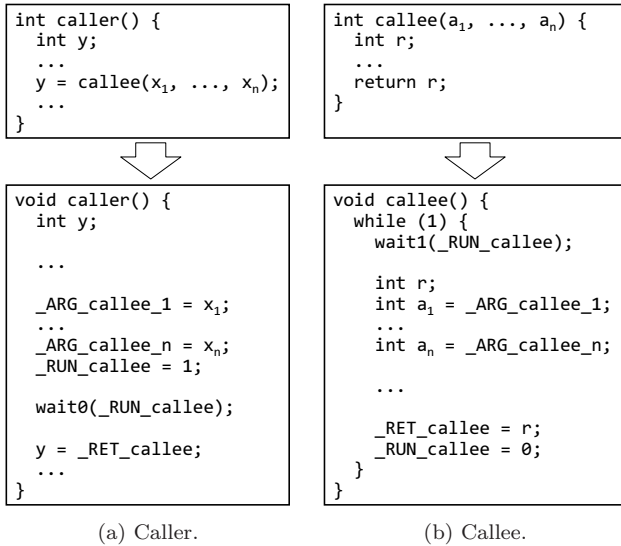 int caller() {
int y;
...
y = callee(x₁, ..., xₙ);
...
}
int callee(a₁, ..., aₙ) {
int r;
...
return r;
}
void caller() {
int y;
...
_ARG_callee_1 = x₁;
...
_ARG_callee_n = xₙ;
_RUN_callee = 1;
wait0(_RUN_callee);
y = _RET_callee;
...
}
void callee() {
while (1) {
wait1(_RUN_callee);
int r;
int a₁ = _ARG_callee_1;
...
int aₙ = _ARG_callee_n;
...
_RET_callee = r;
_RUN_callee = 0;
}
}
(a) Caller.
(b) Callee.